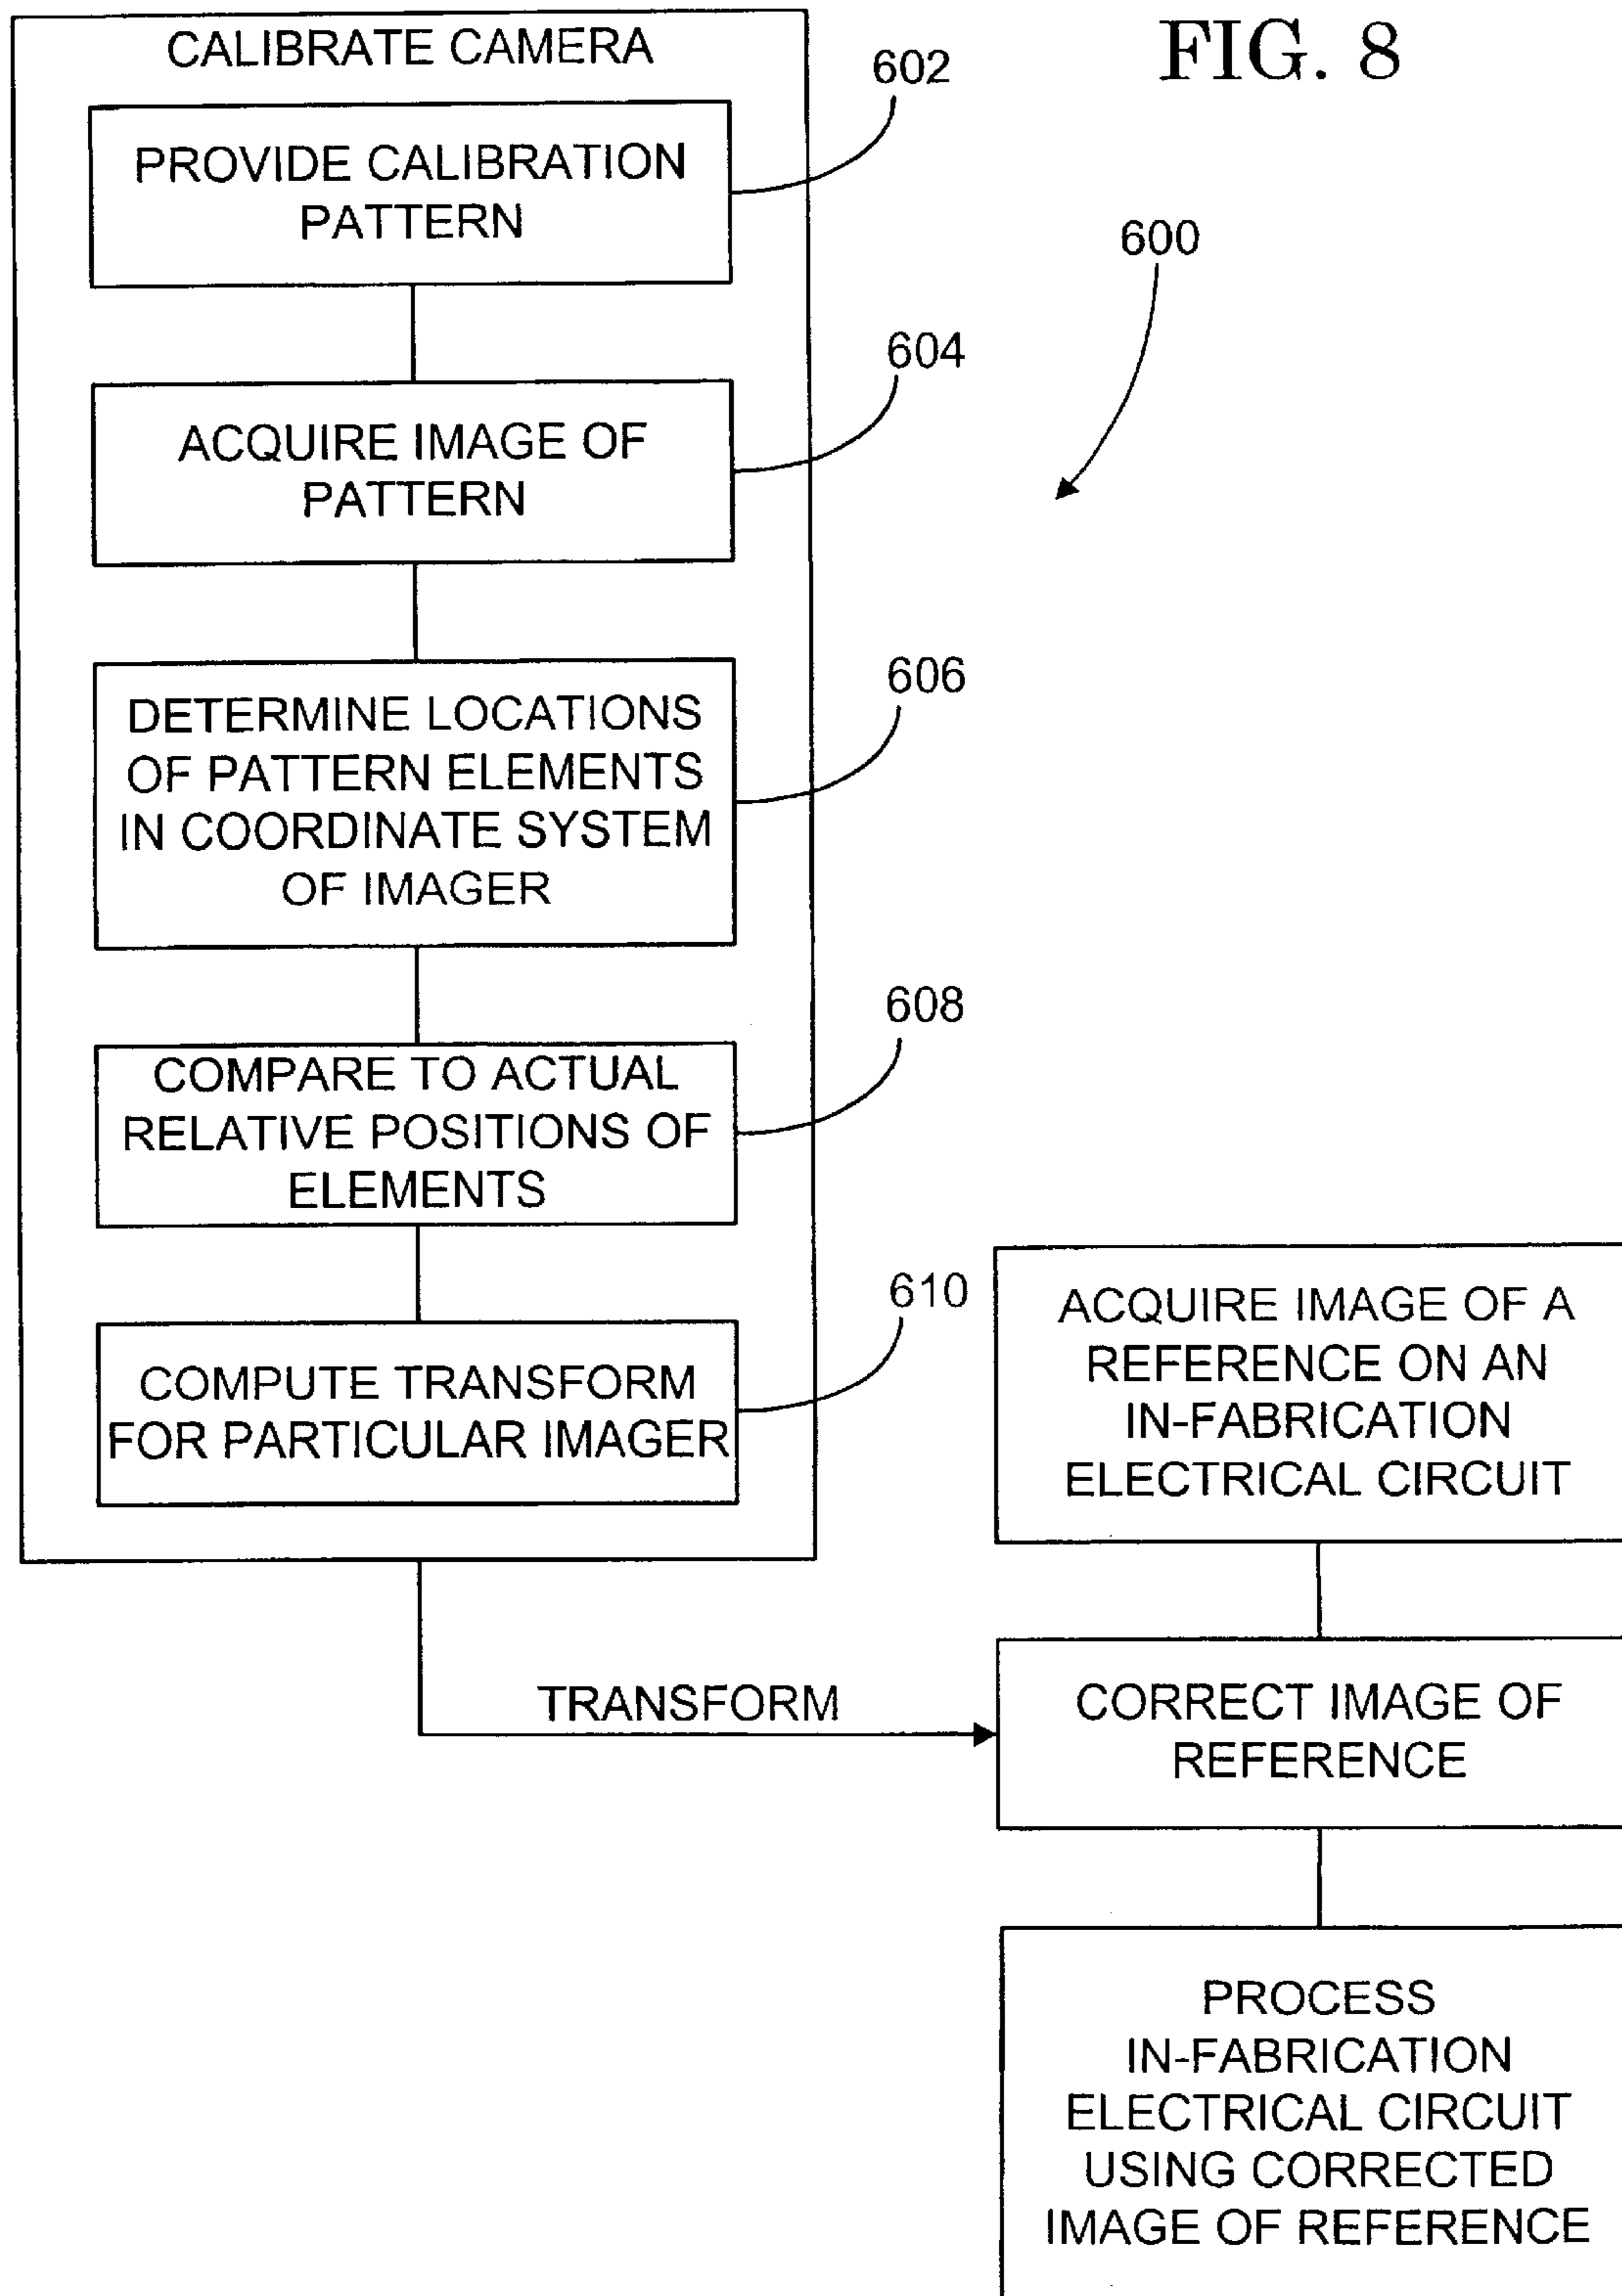 FIG. 8
CALIBRATE CAMERA
602
PROVIDE CALIBRATION
PATTERN
600
604
ACQUIRE IMAGE OF
PATTERN
606
DETERMINE LOCATIONS
OF PATTERN ELEMENTS
IN COORDINATE SYSTEM
OF IMAGER
608
COMPARE TO ACTUAL
RELATIVE POSITIONS OF
ELEMENTS
610
COMPUTE TRANSFORM
FOR PARTICULAR IMAGER
ACQUIRE IMAGE OF A
REFERENCE ON AN
IN-FABRICATION
ELECTRICAL CIRCUIT
TRANSFORM
CORRECT IMAGE OF
REFERENCE
PROCESS
IN-FABRICATION
ELECTRICAL CIRCUIT
USING CORRECTED
IMAGE OF REFERENCE